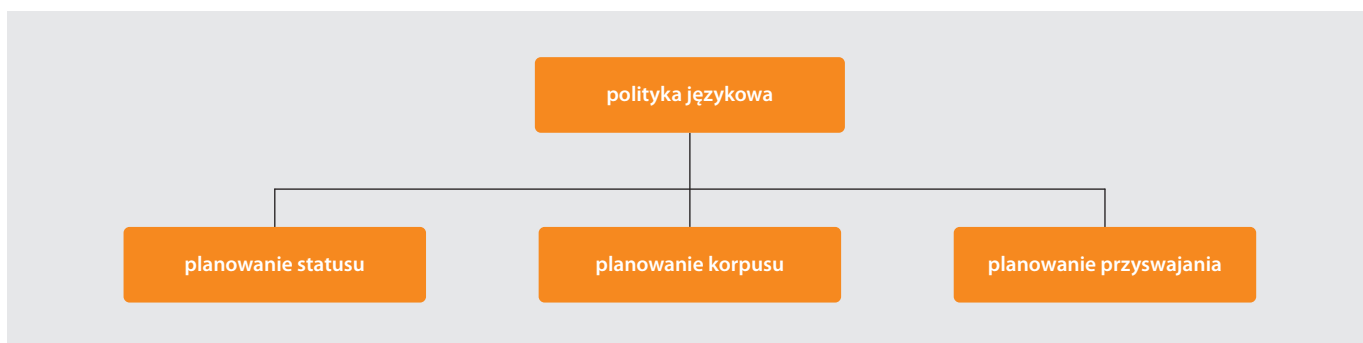 polityka językowa
planowanie statusu
planowanie korpusu
planowanie przyswajania